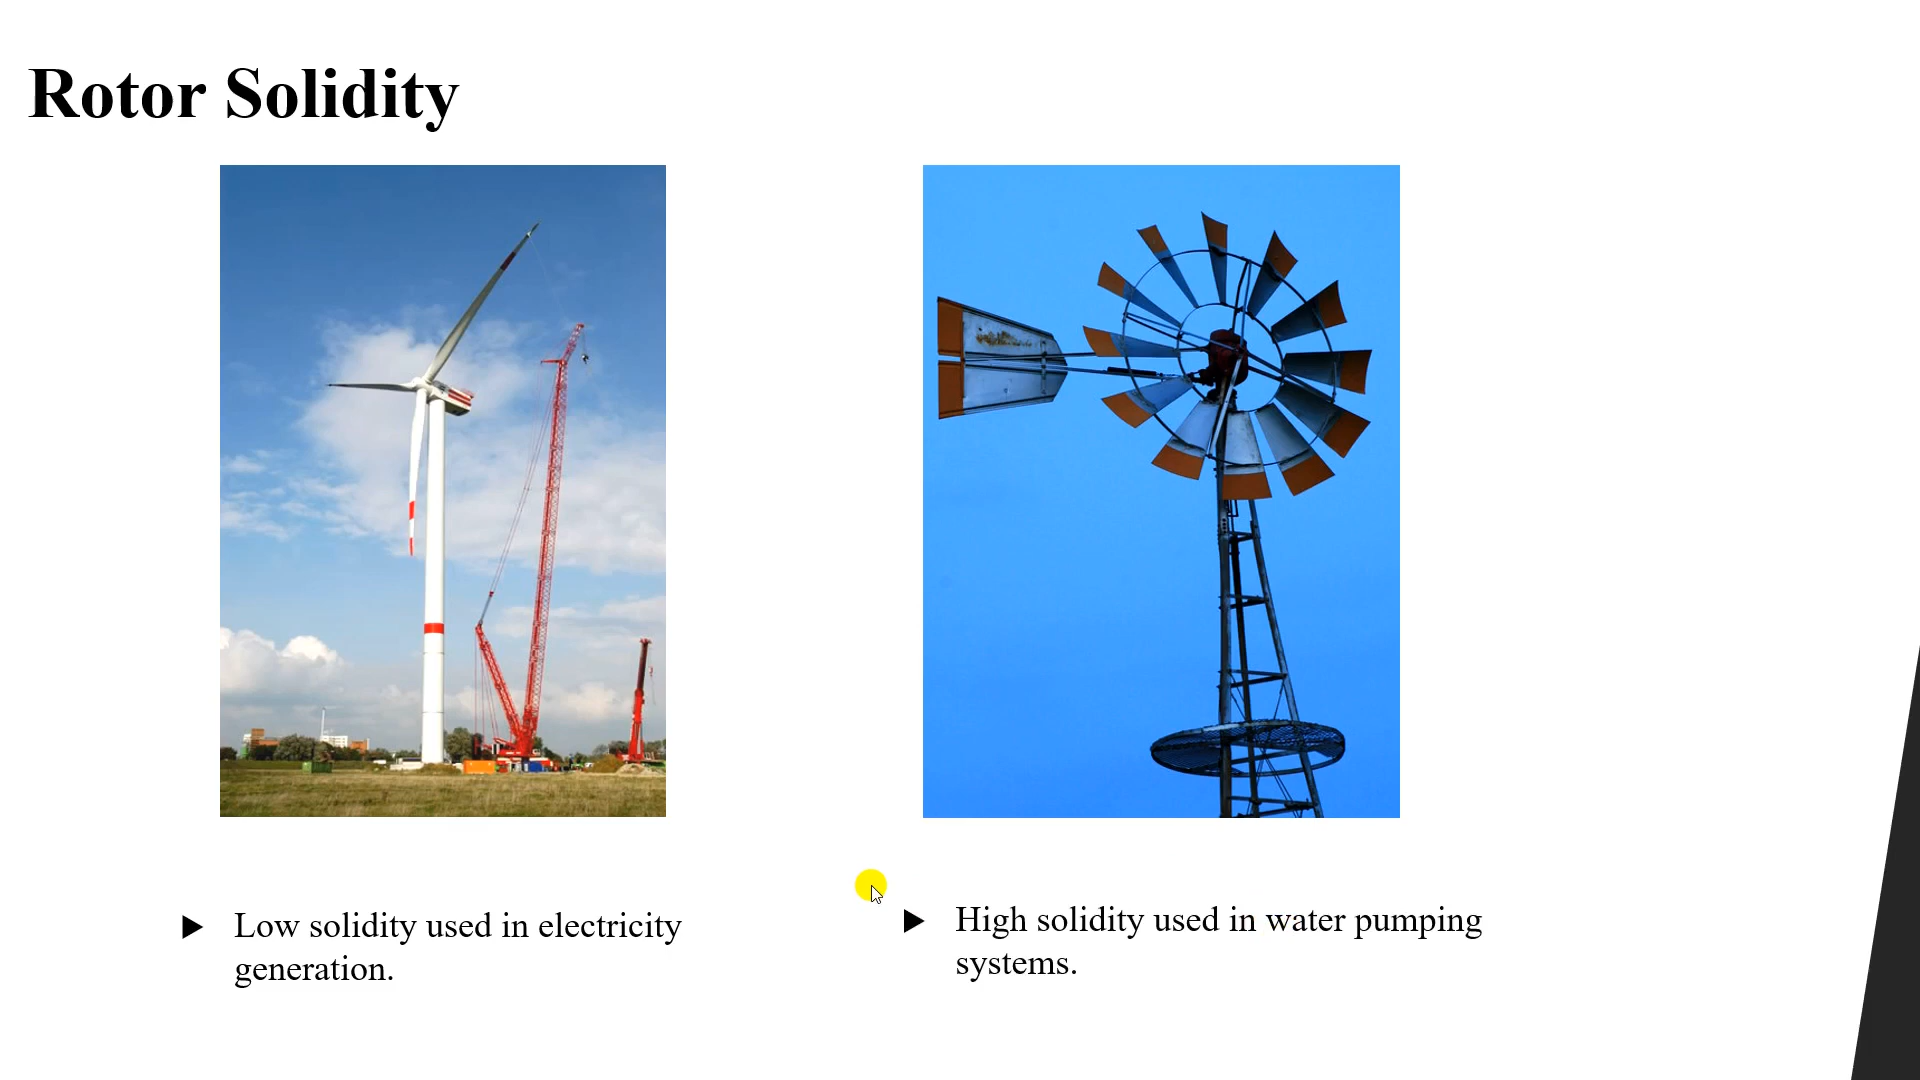 Rotor Solidity
Low solidity used in electricity
generation.
High solidity used in water pumping
systems.